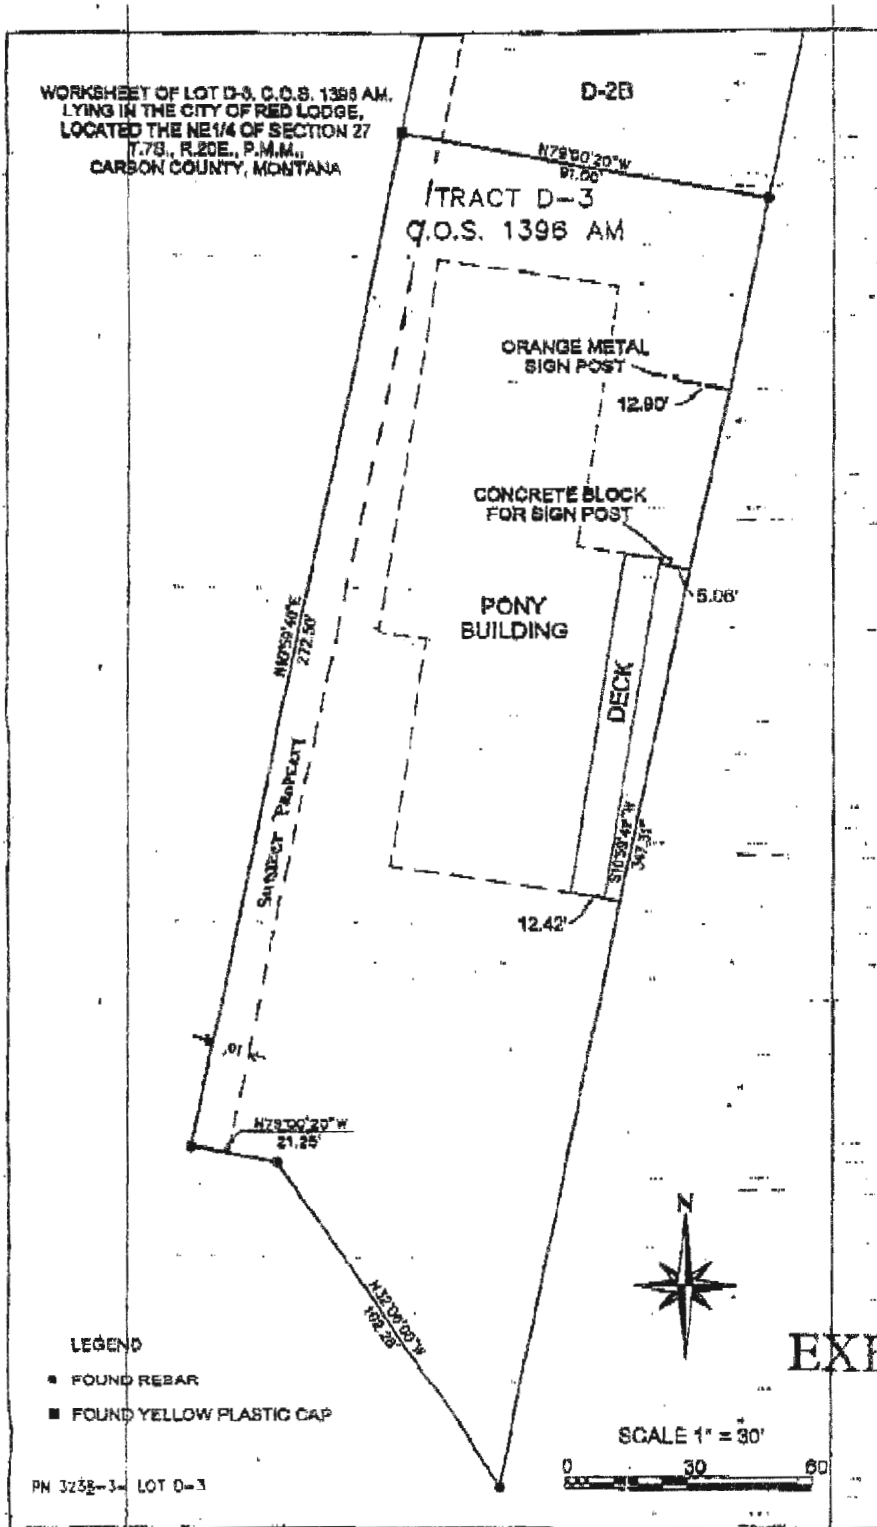 WORKSHEET OF LOT D-3, C.O.S. 1396 AM,
LYING IN THE CITY OF RED LODGE,
LOCATED THE NE1/4 OF SECTION 27
T.7S., R.20E., P.M.M.,
CARBON COUNTY, MONTANA
D-2B
N79°00'20"W
91.00'
TRACT D-3
C.O.S. 1396 AM
ORANGE METAL
SIGN POST
12.90'
CONCRETE BLOCK
FOR SIGN POST
5.06'
PONY
BUILDING
DECK
N10°59'40"E
272.50'
SUBJECT PROPERTY
S10°59'42"W
347.31'
12.42'
10'
N79°00'20"W
21.25'
N32°06'00"W
102.28'
N
LEGEND
FOUND REBAR
FOUND YELLOW PLASTIC CAP
SCALE 1" = 30'
0 30 60
PN 3238-3- LOT D-3